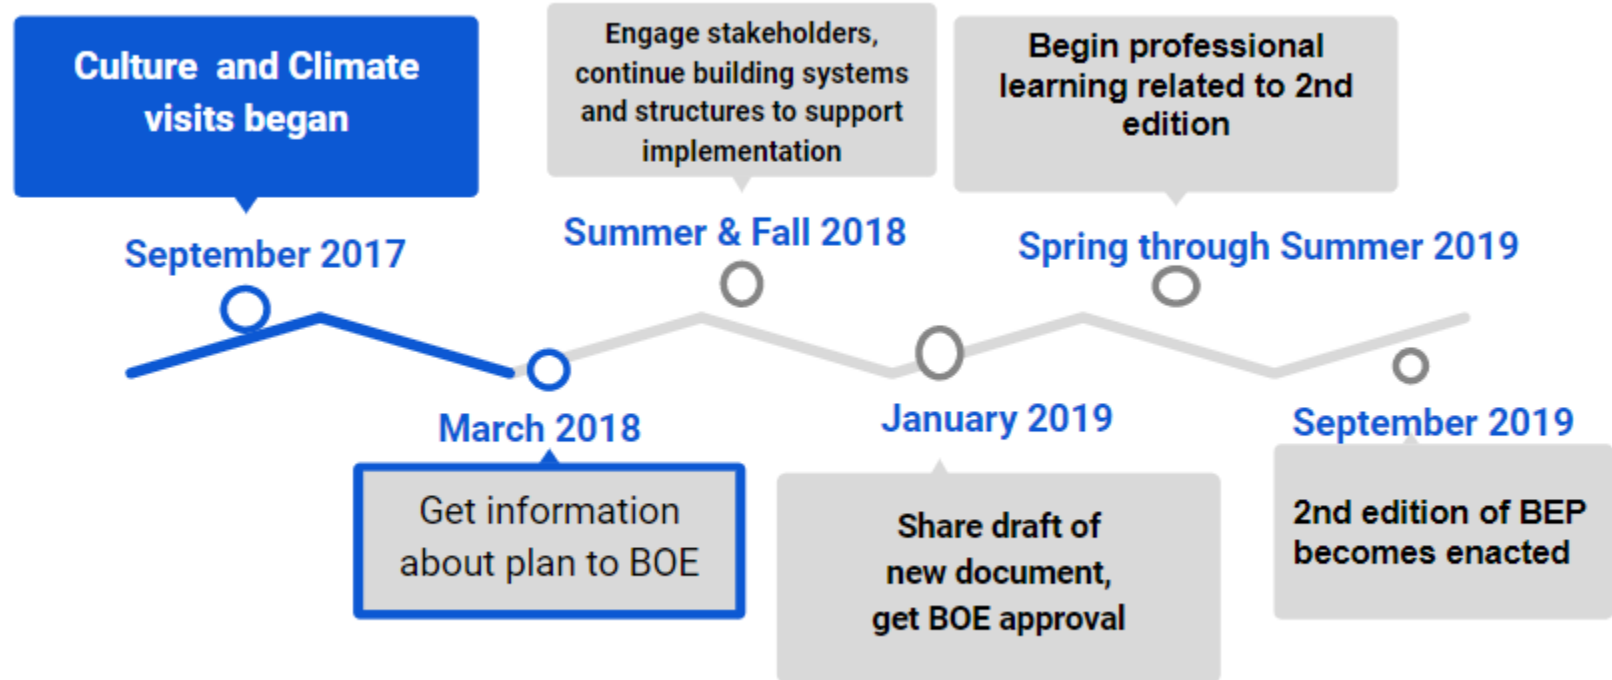 Culture and Climate
visits began
September 2017
Engage stakeholders,
continue building systems
and structures to support
implementation
Summer & Fall 2018
Begin professional
learning related to 2nd
edition
Spring through Summer 2019
March 2018
Get information
about plan to BOE
January 2019
Share draft of
new document,
get BOE approval
September 2019
2nd edition of BEP
becomes enacted